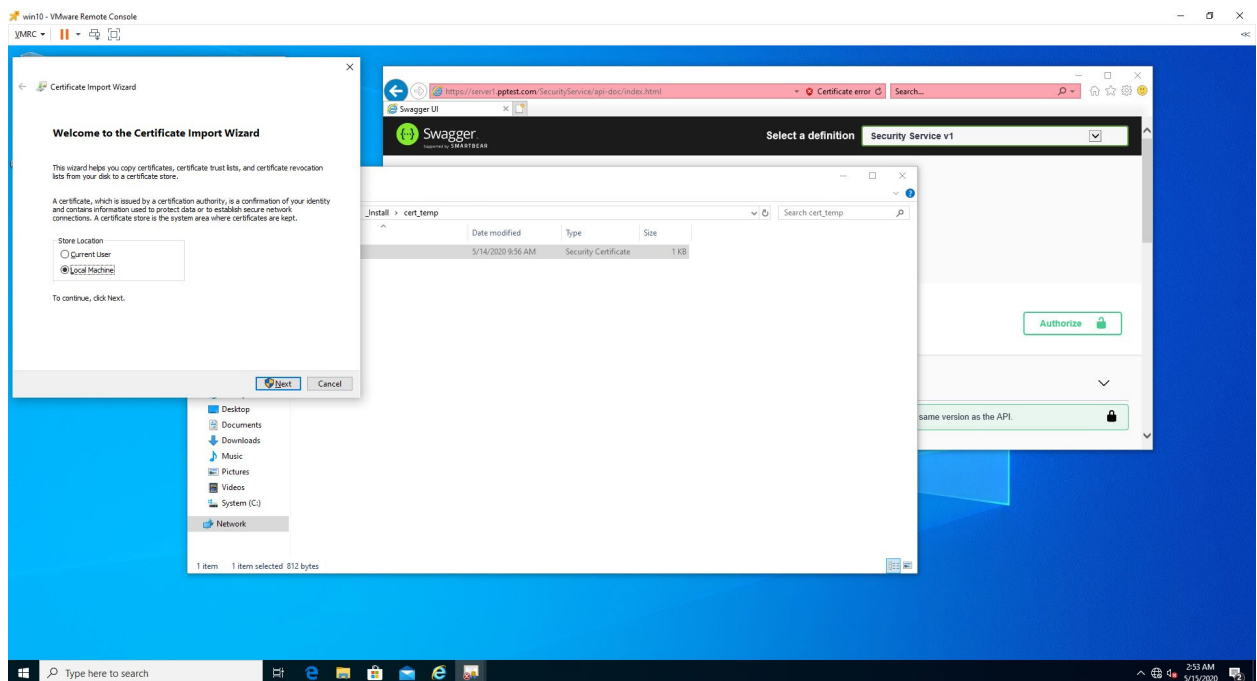 win10 - VMware Remote Console
VMRC
Certificate Import Wizard
Welcome to the Certificate Import Wizard
This wizard helps you copy certificates, certificate trust lists, and certificate revocation
lists from your disk to a certificate store.
A certificate, which is issued by a certification authority, is a confirmation of your identity
and contains information used to protect data or to establish secure network
connections. A certificate store is the system area where certificates are kept.
Store Location
Current User
Local Machine
To continue, click Next.
Next Cancel
https://server1.pptest.com/SecurityService/api-doc/index.html
Certificate error
Search...
Swagger UI
Swagger.
Supported by SMARTBEAR
Select a definition
Security Service v1
_Install > cert_temp
Search cert_temp
Date modified Type Size
5/14/2020 9:56 AM Security Certificate 1 KB
Authorize
same version as the API.
Desktop
Documents
Downloads
Music
Pictures
Videos
System (C:)
Network
1 item 1 item selected 812 bytes
Type here to search
2:53 AM
5/15/2020
2